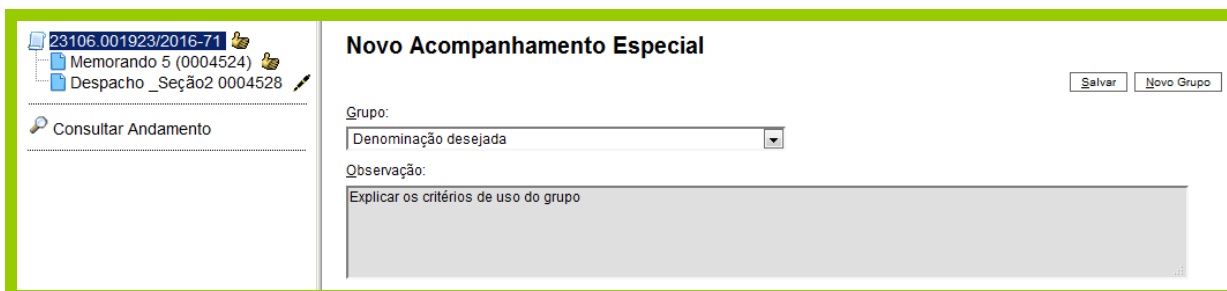 23106.001923/2016-71
Memorando 5 (0004524)
Despacho _Seção2 0004528
Consultar Andamento
Novo Acompanhamento Especial
Salvar Novo Grupo
Grupo:
Denominação desejada
Observação:
Explicar os critérios de uso do grupo